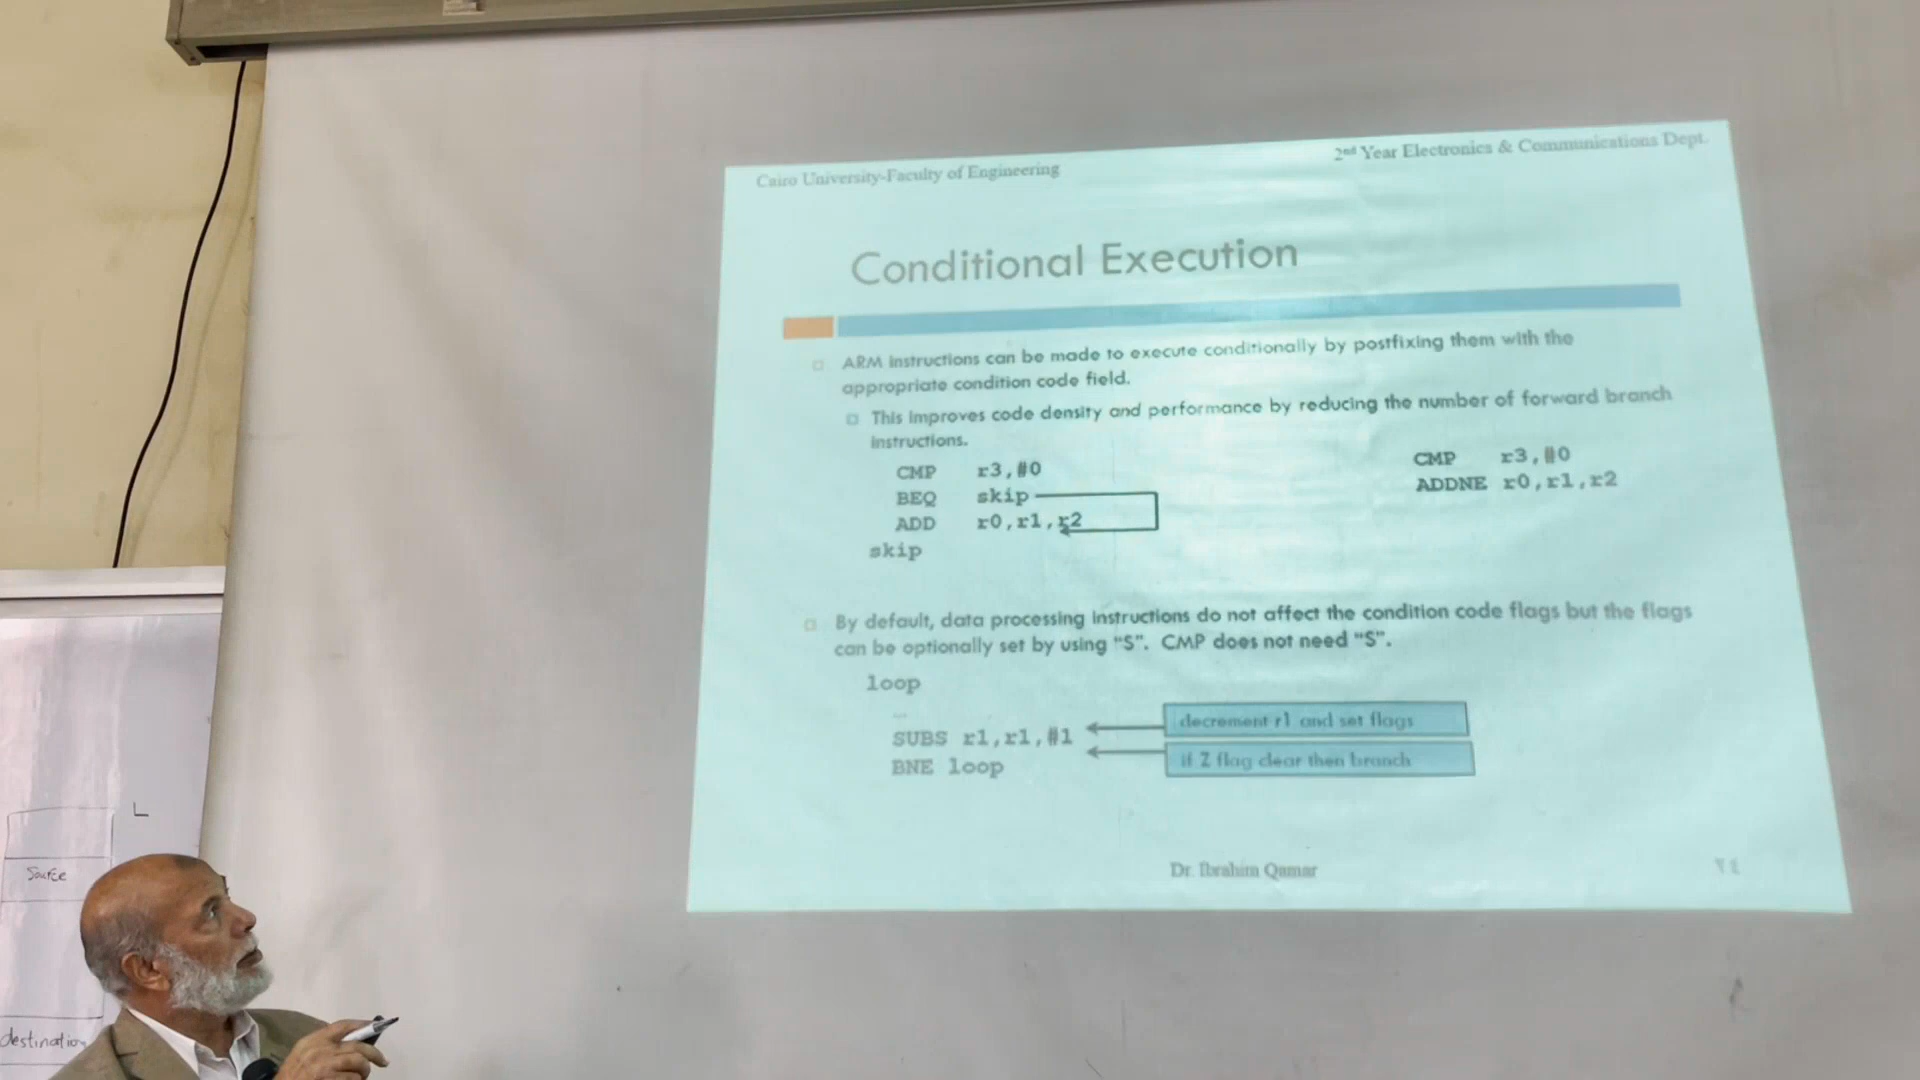 Cairo University-Faculty of Engineering
2nd Year Electronics & Communications Dept.
Conditional Execution
ARM instructions can be made to execute conditionally by postfixing them with the
appropriate condition code field.
This improves code density and performance by reducing the number of forward branch
instructions.
CMP r3,#0
BEQ skip
ADD r0,r1,r2
skip
CMP r3,#0
ADDNE r0,r1,r2
By default, data processing instructions do not affect the condition code flags but the flags
can be optionally set by using "S". CMP does not need "S".
loop
...
SUBS r1,r1,#1
BNE loop
decrement r1 and set flags
if Z flag clear then branch
Dr. Ibrahim Qamar
L
destination